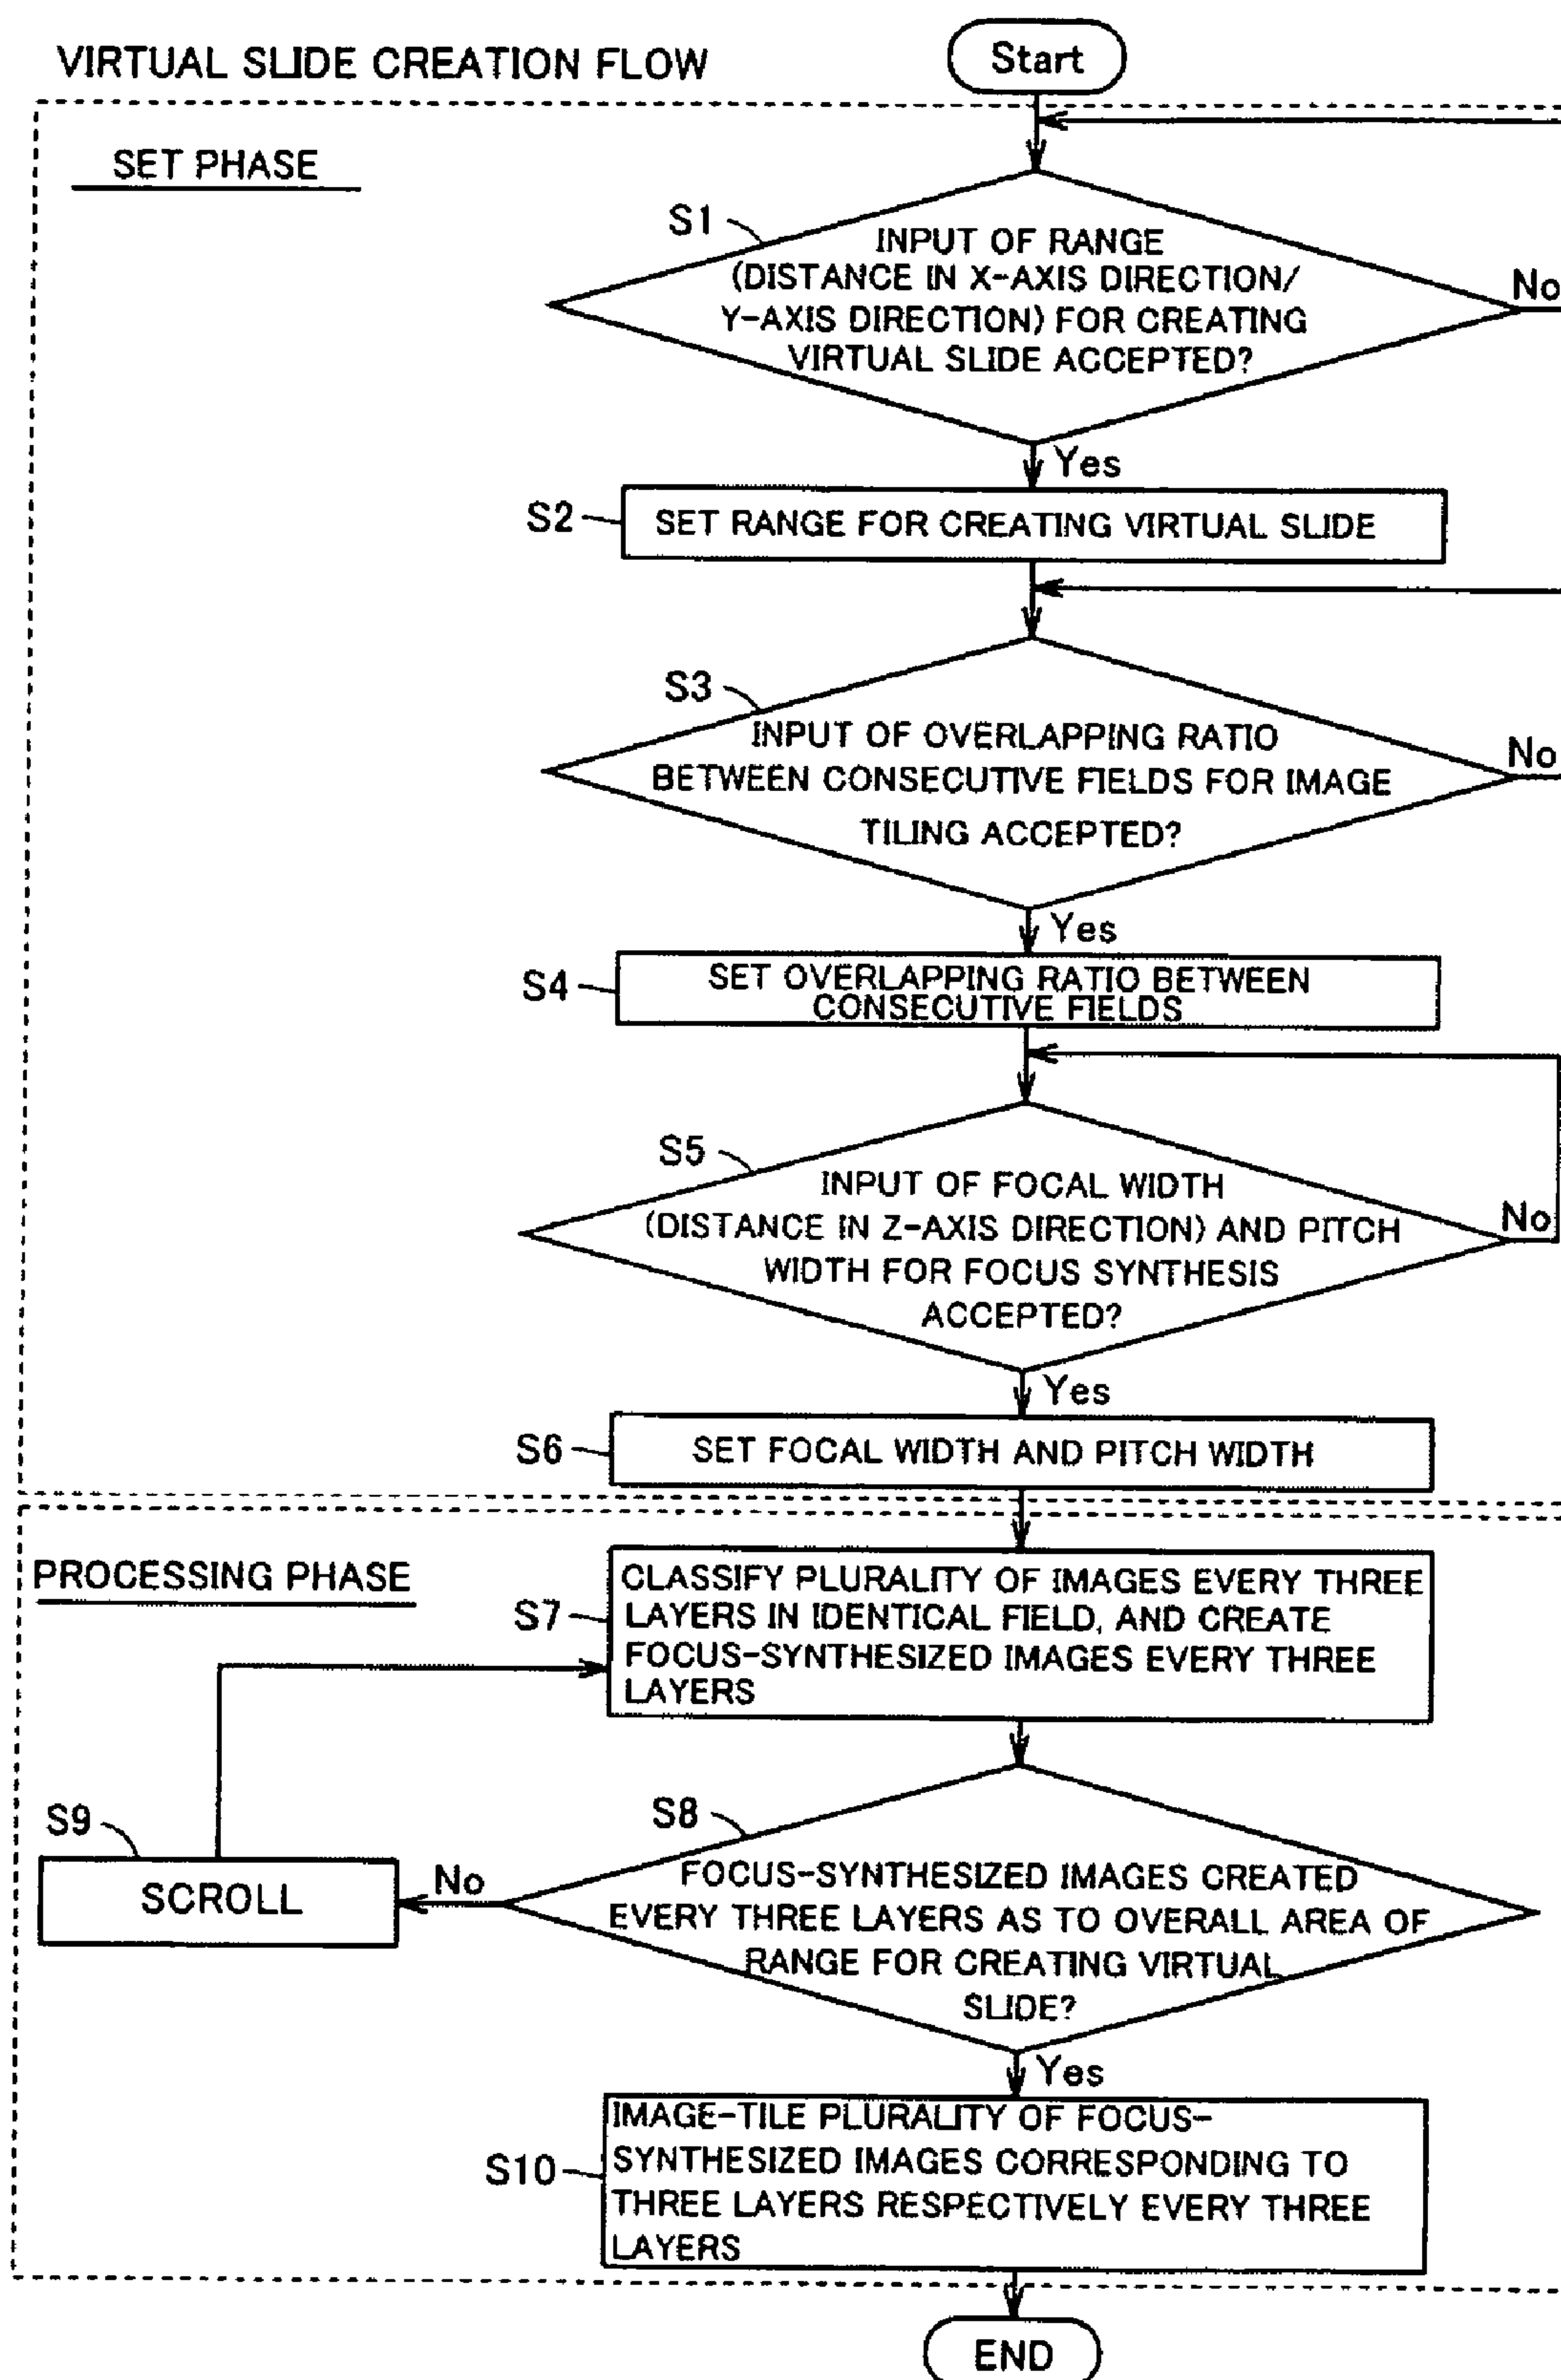 VIRTUAL SLIDE CREATION FLOW
Start
SET PHASE
S1
INPUT OF RANGE
(DISTANCE IN X-AXIS DIRECTION/
Y-AXIS DIRECTION) FOR CREATING
VIRTUAL SLIDE ACCEPTED?
No
Yes
S2
SET RANGE FOR CREATING VIRTUAL SLIDE
S3
INPUT OF OVERLAPPING RATIO
BETWEEN CONSECUTIVE FIELDS FOR IMAGE
TILING ACCEPTED?
No
Yes
S4
SET OVERLAPPING RATIO BETWEEN
CONSECUTIVE FIELDS
S5
INPUT OF FOCAL WIDTH
(DISTANCE IN Z-AXIS DIRECTION) AND PITCH
WIDTH FOR FOCUS SYNTHESIS
ACCEPTED?
No
Yes
S6
SET FOCAL WIDTH AND PITCH WIDTH
PROCESSING PHASE
S7
CLASSIFY PLURALITY OF IMAGES EVERY THREE
LAYERS IN IDENTICAL FIELD, AND CREATE
FOCUS-SYNTHESIZED IMAGES EVERY THREE
LAYERS
S8
FOCUS-SYNTHESIZED IMAGES CREATED
EVERY THREE LAYERS AS TO OVERALL AREA OF
RANGE FOR CREATING VIRTUAL
SLIDE?
No
S9
SCROLL
Yes
S10
IMAGE-TILE PLURALITY OF FOCUS-
SYNTHESIZED IMAGES CORRESPONDING TO
THREE LAYERS RESPECTIVELY EVERY THREE
LAYERS
END